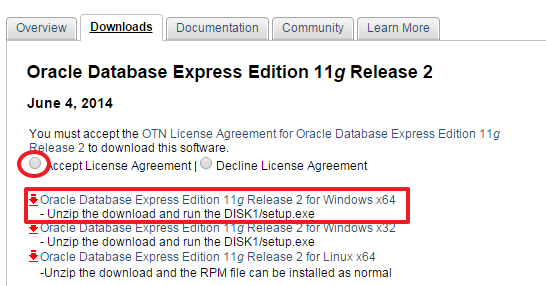 Overview Downloads Documentation Community Learn More
Oracle Database Express Edition 11g Release 2
June 4, 2014
You must accept the OTN License Agreement for Oracle Database Express Edition 11g
Release 2 to download this software.
Accept License Agreement | Decline License Agreement
Oracle Database Express Edition 11g Release 2 for Windows x64
- Unzip the download and run the DISK1/setup.exe
Oracle Database Express Edition 11g Release 2 for Windows x32
- Unzip the download and run the DISK1/setup.exe
Oracle Database Express Edition 11g Release 2 for Linux x64
-Unzip the download and the RPM file can be installed as normal